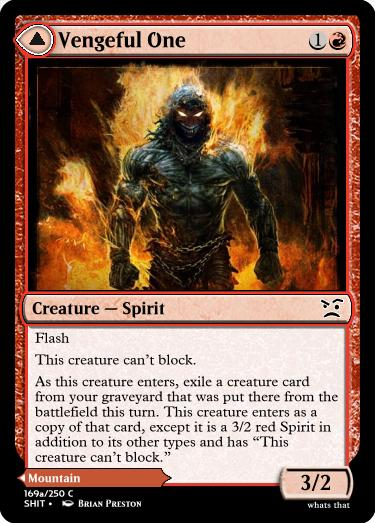 Vengeful One
1
Creature — Spirit
Flash
This creature can't block.
As this creature enters, exile a creature card
from your graveyard that was put there from the
battlefield this turn. This creature enters as a
copy of that card, except it is a 3/2 red Spirit in
addition to its other types and has “This
creature can't block.”
Mountain
3/2
169a/250 C
SHIT • Brian Preston
whats that